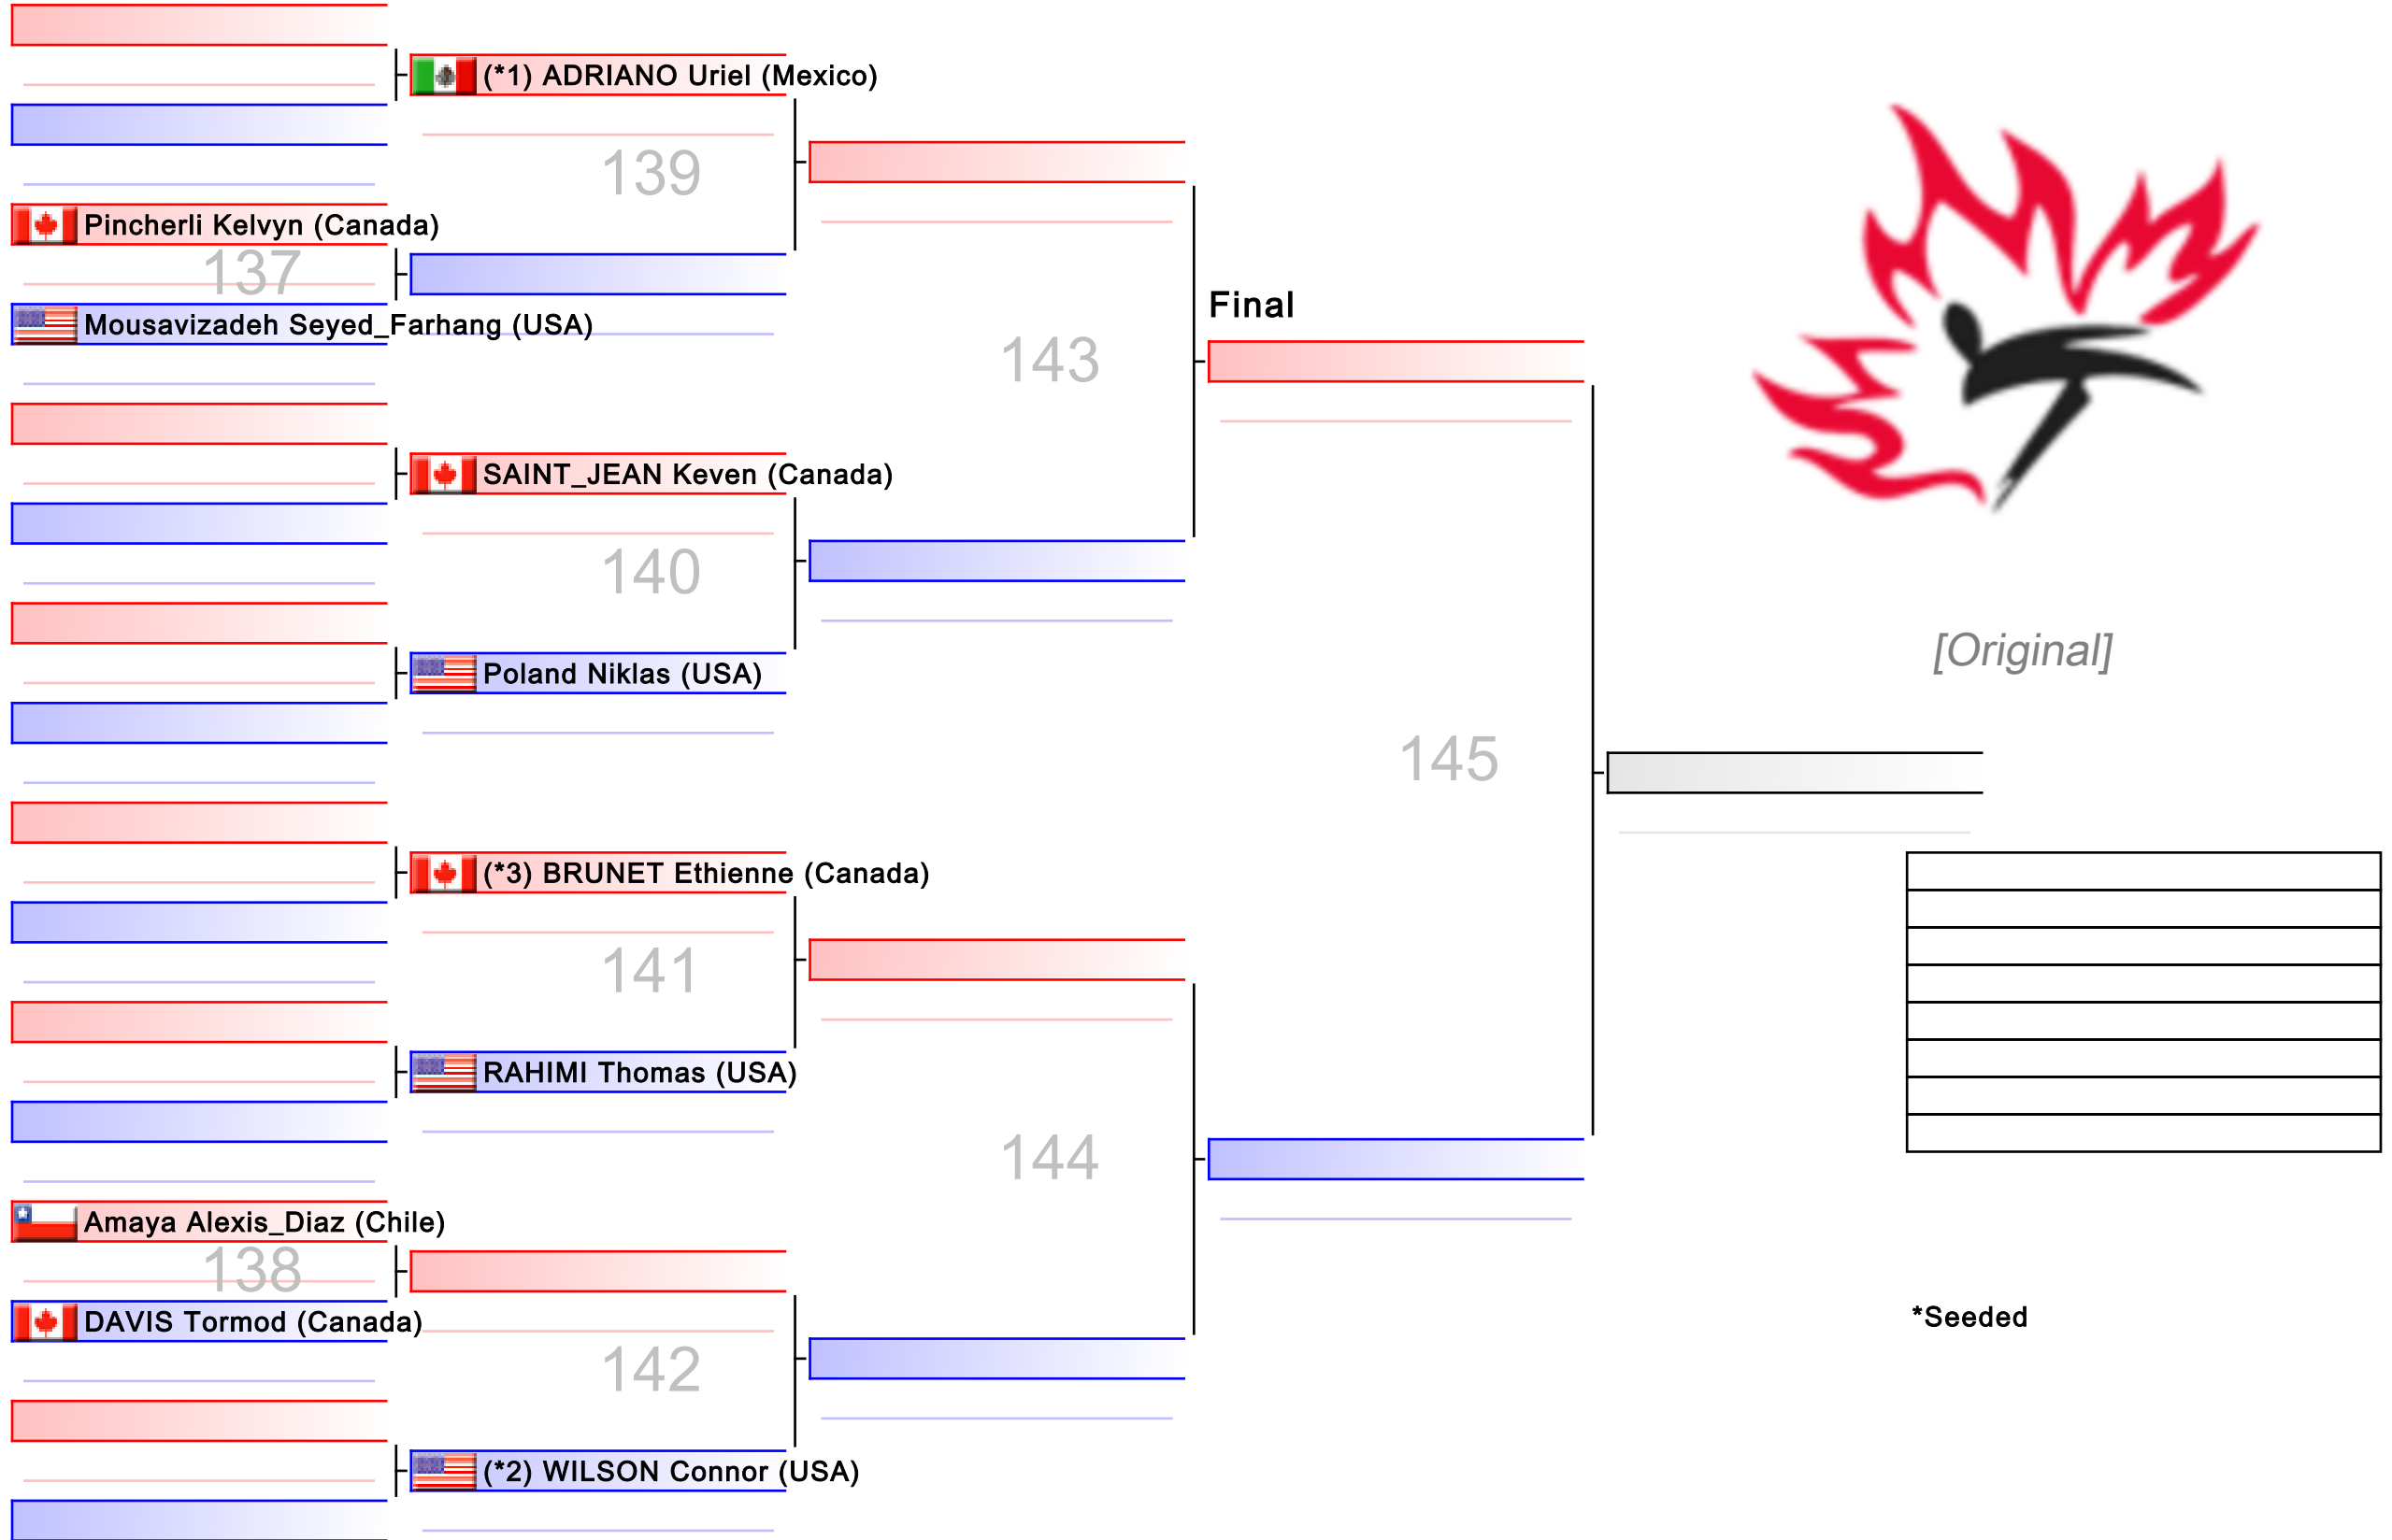 (*1) ADRIANO Uriel (Mexico)
139
Pincherli Kelvyn (Canada)
137
Mousavizadeh Seyed_Farhang (USA)
Final
143
SAINT_JEAN Keven (Canada)
140
[Original]
Poland Niklas (USA)
145
(*3) BRUNET Ethienne (Canada)
141
RAHIMI Thomas (USA)
144
Amaya Alexis_Diaz (Chile)
138
DAVIS Tormod (Canada)
*Seeded
142
(*2) WILSON Connor (USA)